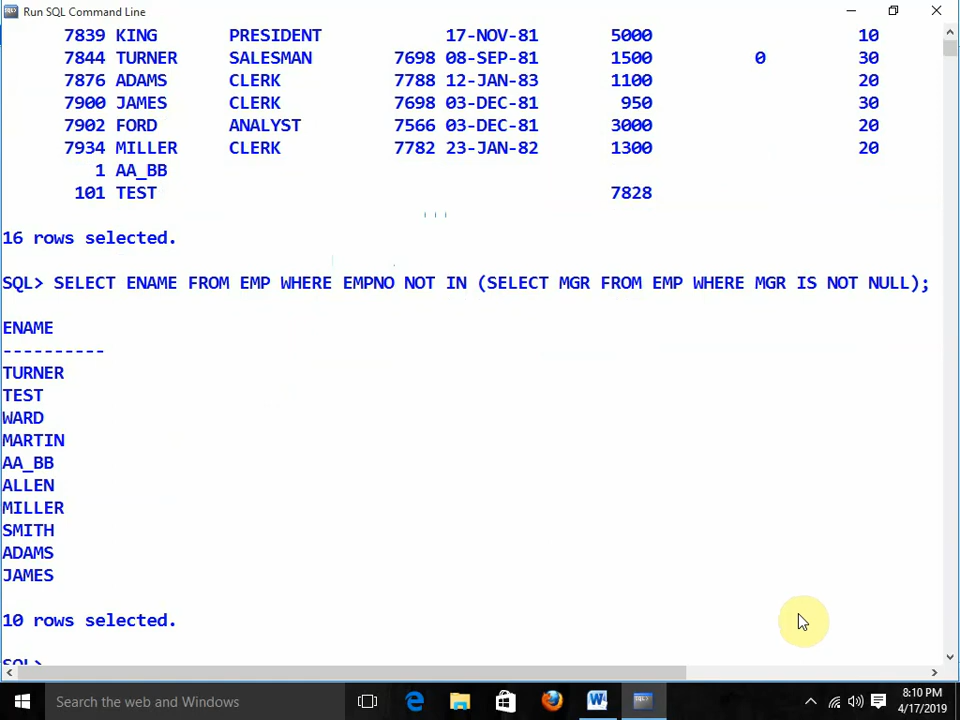 Run SQL Command Line
7839 KING PRESIDENT 17-NOV-81 5000 10
7844 TURNER SALESMAN 7698 08-SEP-81 1500 0 30
7876 ADAMS CLERK 7788 12-JAN-83 1100 20
7900 JAMES CLERK 7698 03-DEC-81 950 30
7902 FORD ANALYST 7566 03-DEC-81 3000 20
7934 MILLER CLERK 7782 23-JAN-82 1300 20
1 AA_BB
101 TEST 7828
16 rows selected.
SQL> SELECT ENAME FROM EMP WHERE EMPNO NOT IN (SELECT MGR FROM EMP WHERE MGR IS NOT NULL);
ENAME
----------
TURNER
TEST
WARD
MARTIN
AA_BB
ALLEN
MILLER
SMITH
ADAMS
JAMES
10 rows selected.
SQL>
Search the web and Windows
8:10 PM
4/17/2019